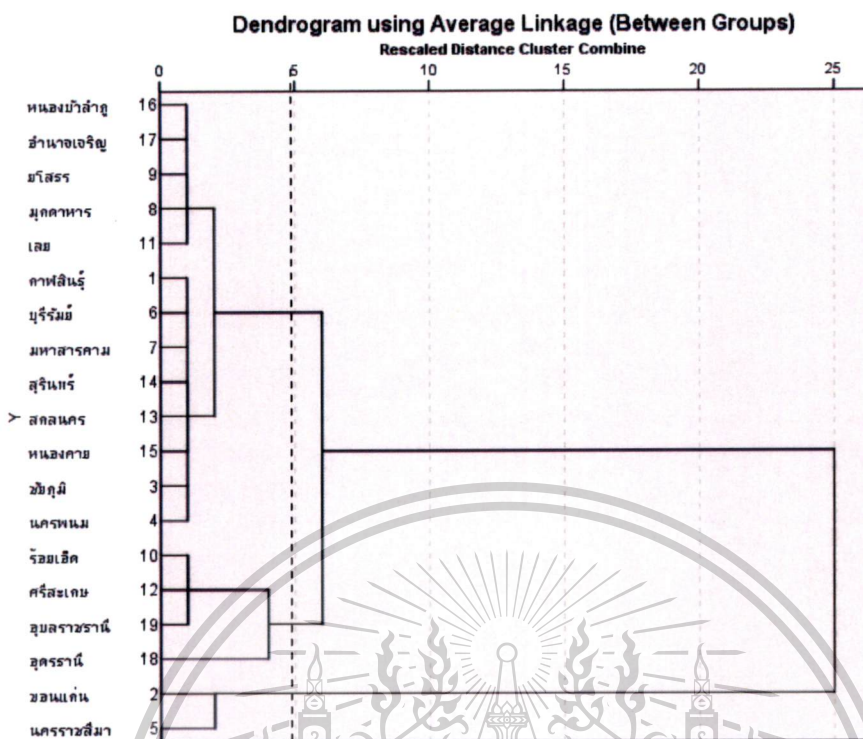 Dendrogram using Average Linkage (Between Groups)
Rescaled Distance Cluster Combine
0 5 10 15 20 25
หนองบัวลำภู 16
อำนาจเจริญ 17
ยโสธร 9
มุกดาหาร 8
เลย 11
กาฬสินธุ์ 1
บุรีรัมย์ 6
มหาสารคาม 7
สุรินทร์ 14
Y สกลนคร 13
หนองคาย 15
ชัยภูมิ 3
นครพนม 4
ร้อยเอ็ด 10
ศรีสะเกษ 12
อุบลราชธานี 19
อุดรธานี 18
ขอนแก่น 2
นครราชสีมา 5